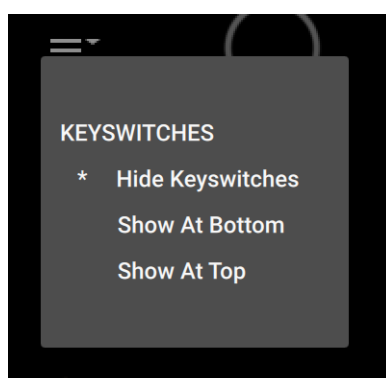 KEYSWITCHES
* Hide Keyswitches
Show At Bottom
Show At Top